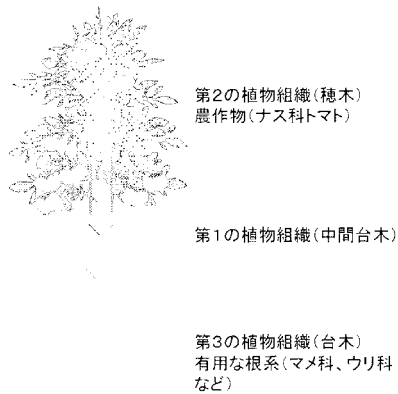 第2の植物組織(穂木)
農作物(ナス科トマト)
第1の植物組織(中間台木)
第3の植物組織(台木)
有用な根系(マメ科、ウリ科
など)